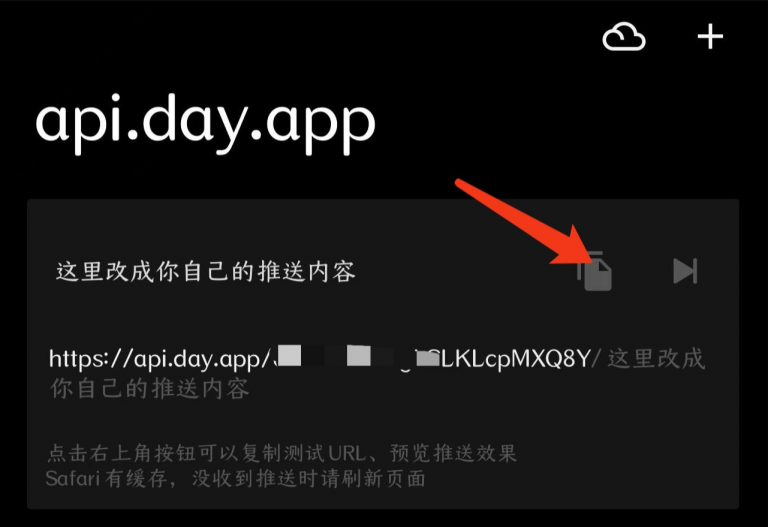 api.day.app
这里改成你自己的推送内容
https://api.day.app/ LKLcpMXQ8Y/这里改成
你自己的推送内容
点击右上角按钮可以复制测试URL、预览推送效果
Safari有缓存，没收到推送时请刷新页面